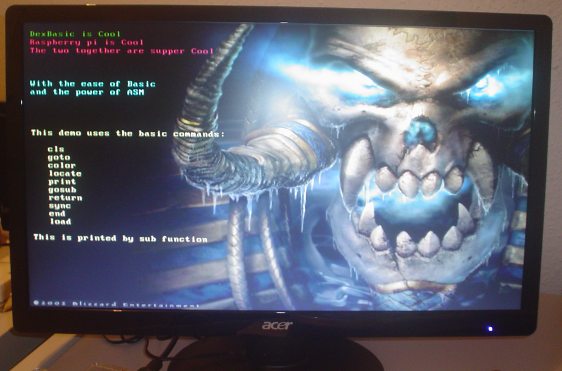 DexBasic is Cool
Raspberry pi is Cool
The two together are supper Cool
With the ease of Basic
and the power of ASM
This demo uses the basic commands:
cls
goto
color
locate
print
gosub
return
sync
end
load
This is printed by sub function
©2002 Blizzard Entertainment
acer